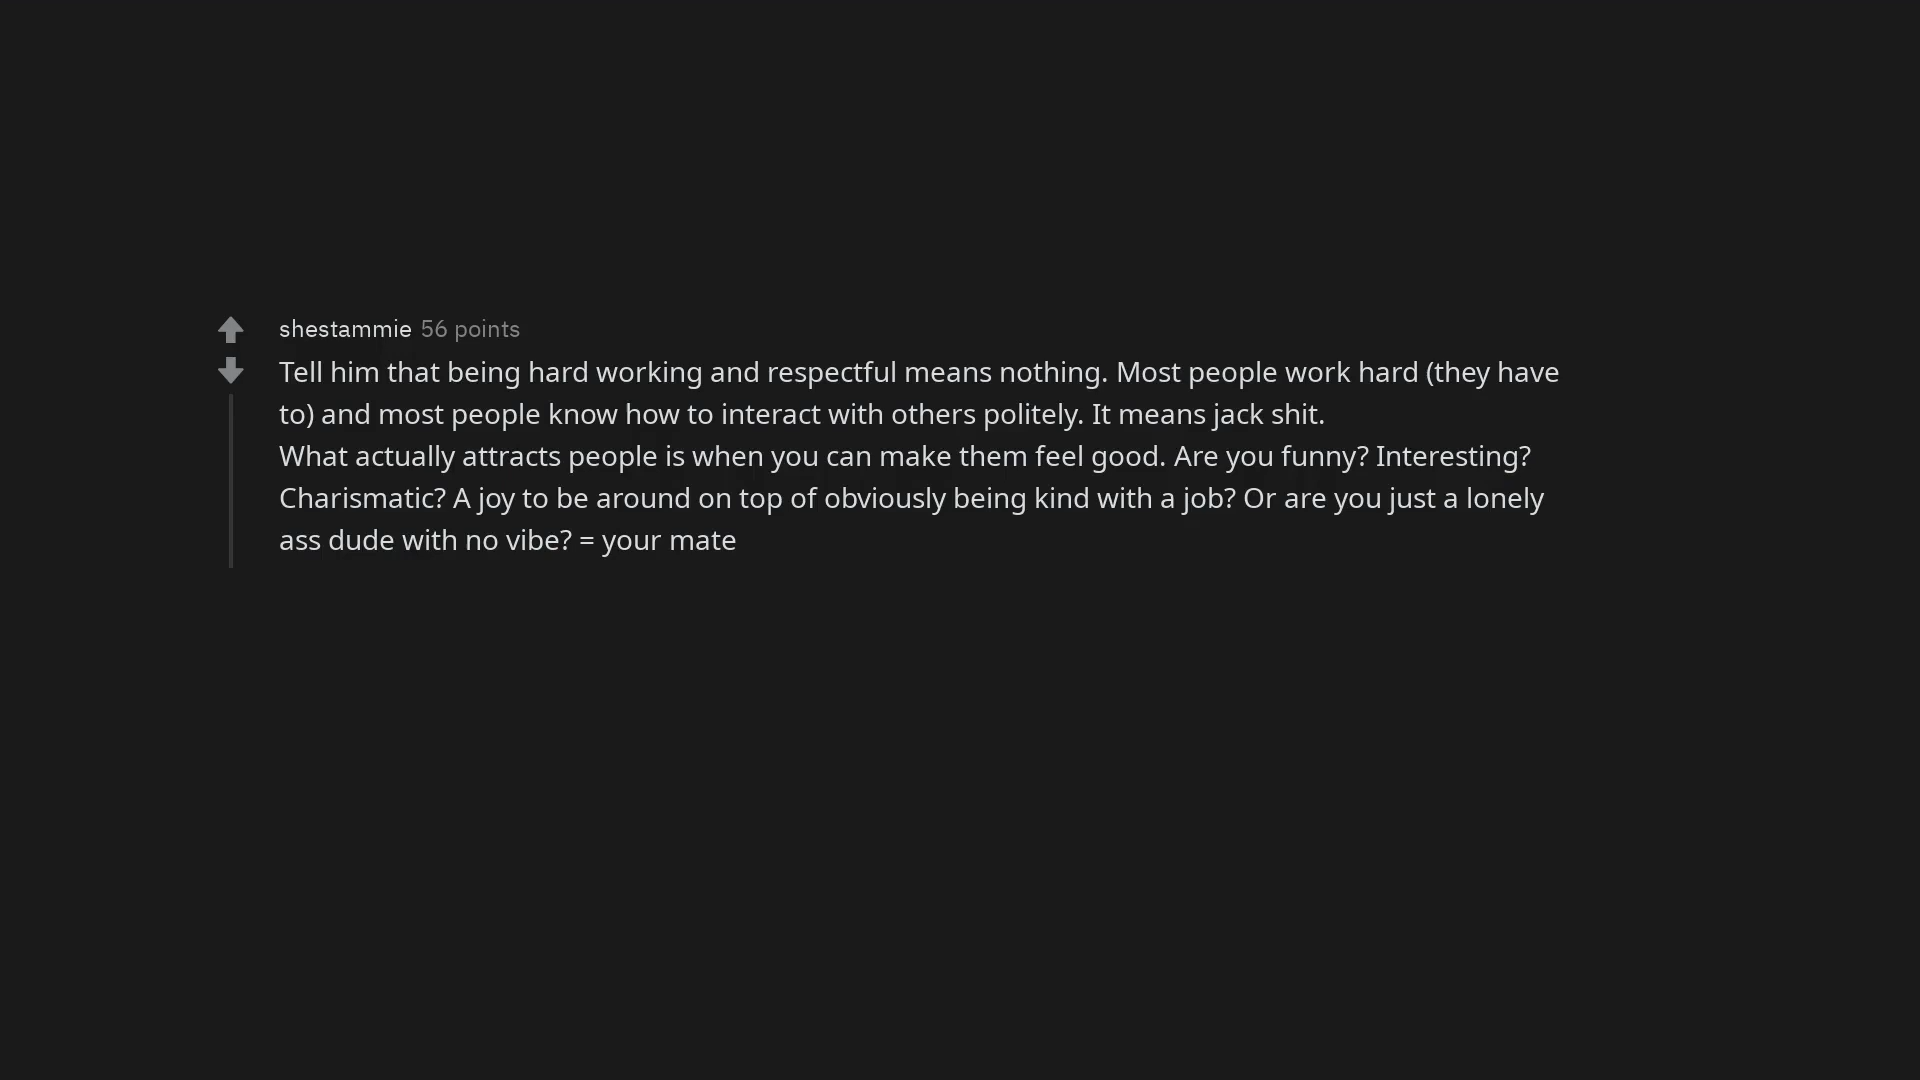 shestammie 56 points
Tell him that being hard working and respectful means nothing. Most people work hard (they have
to) and most people know how to interact with others politely. It means jack shit.
What actually attracts people is when you can make them feel good. Are you funny? Interesting?
Charismatic? A joy to be around on top of obviously being kind with a job? Or are you just a lonely
ass dude with no vibe? = your mate